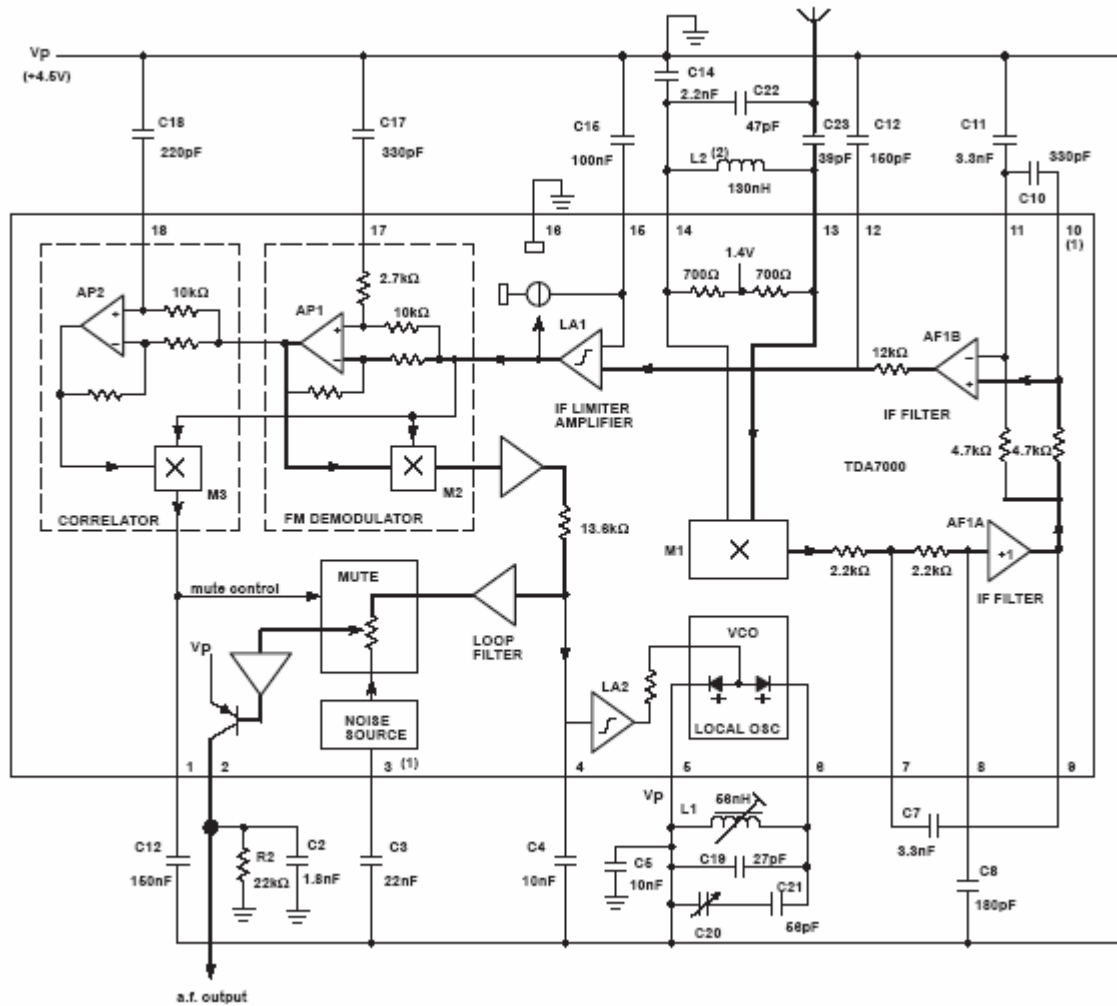 Vp
(+4.5V)
C18
220pF
C17
330pF
C15
100nF
C14
2.2nF
C22
47pF
L2 (2)
130nH
C23
39pF
C12
150pF
C11
3.3nF
330pF
C10
18
17
16
15
14
13
12
11
10
(1)
AP2
10kΩ
2.7kΩ
AP1
10kΩ
LA1
1.4V
700Ω
700Ω
AF1B
12kΩ
IF FILTER
IF LIMITER
AMPLIFIER
4.7kΩ
4.7kΩ
TDA7000
M3
CORRELATOR
M2
FM DEMODULATOR
13.6kΩ
M1
2.2kΩ
2.2kΩ
AF1A
+1
IF FILTER
mute control
MUTE
LOOP
FILTER
Vp
NOISE
SOURCE
LA2
VCO
LOCAL OSC
1
2
3
(1)
4
5
6
7
8
9
Vp
L1
56nH
C12
150nF
R2
22kΩ
C2
1.8nF
C3
22nF
C4
10nF
C5
10nF
C19
27pF
C20
C21
56pF
C7
3.3nF
C8
180pF
a.f. output